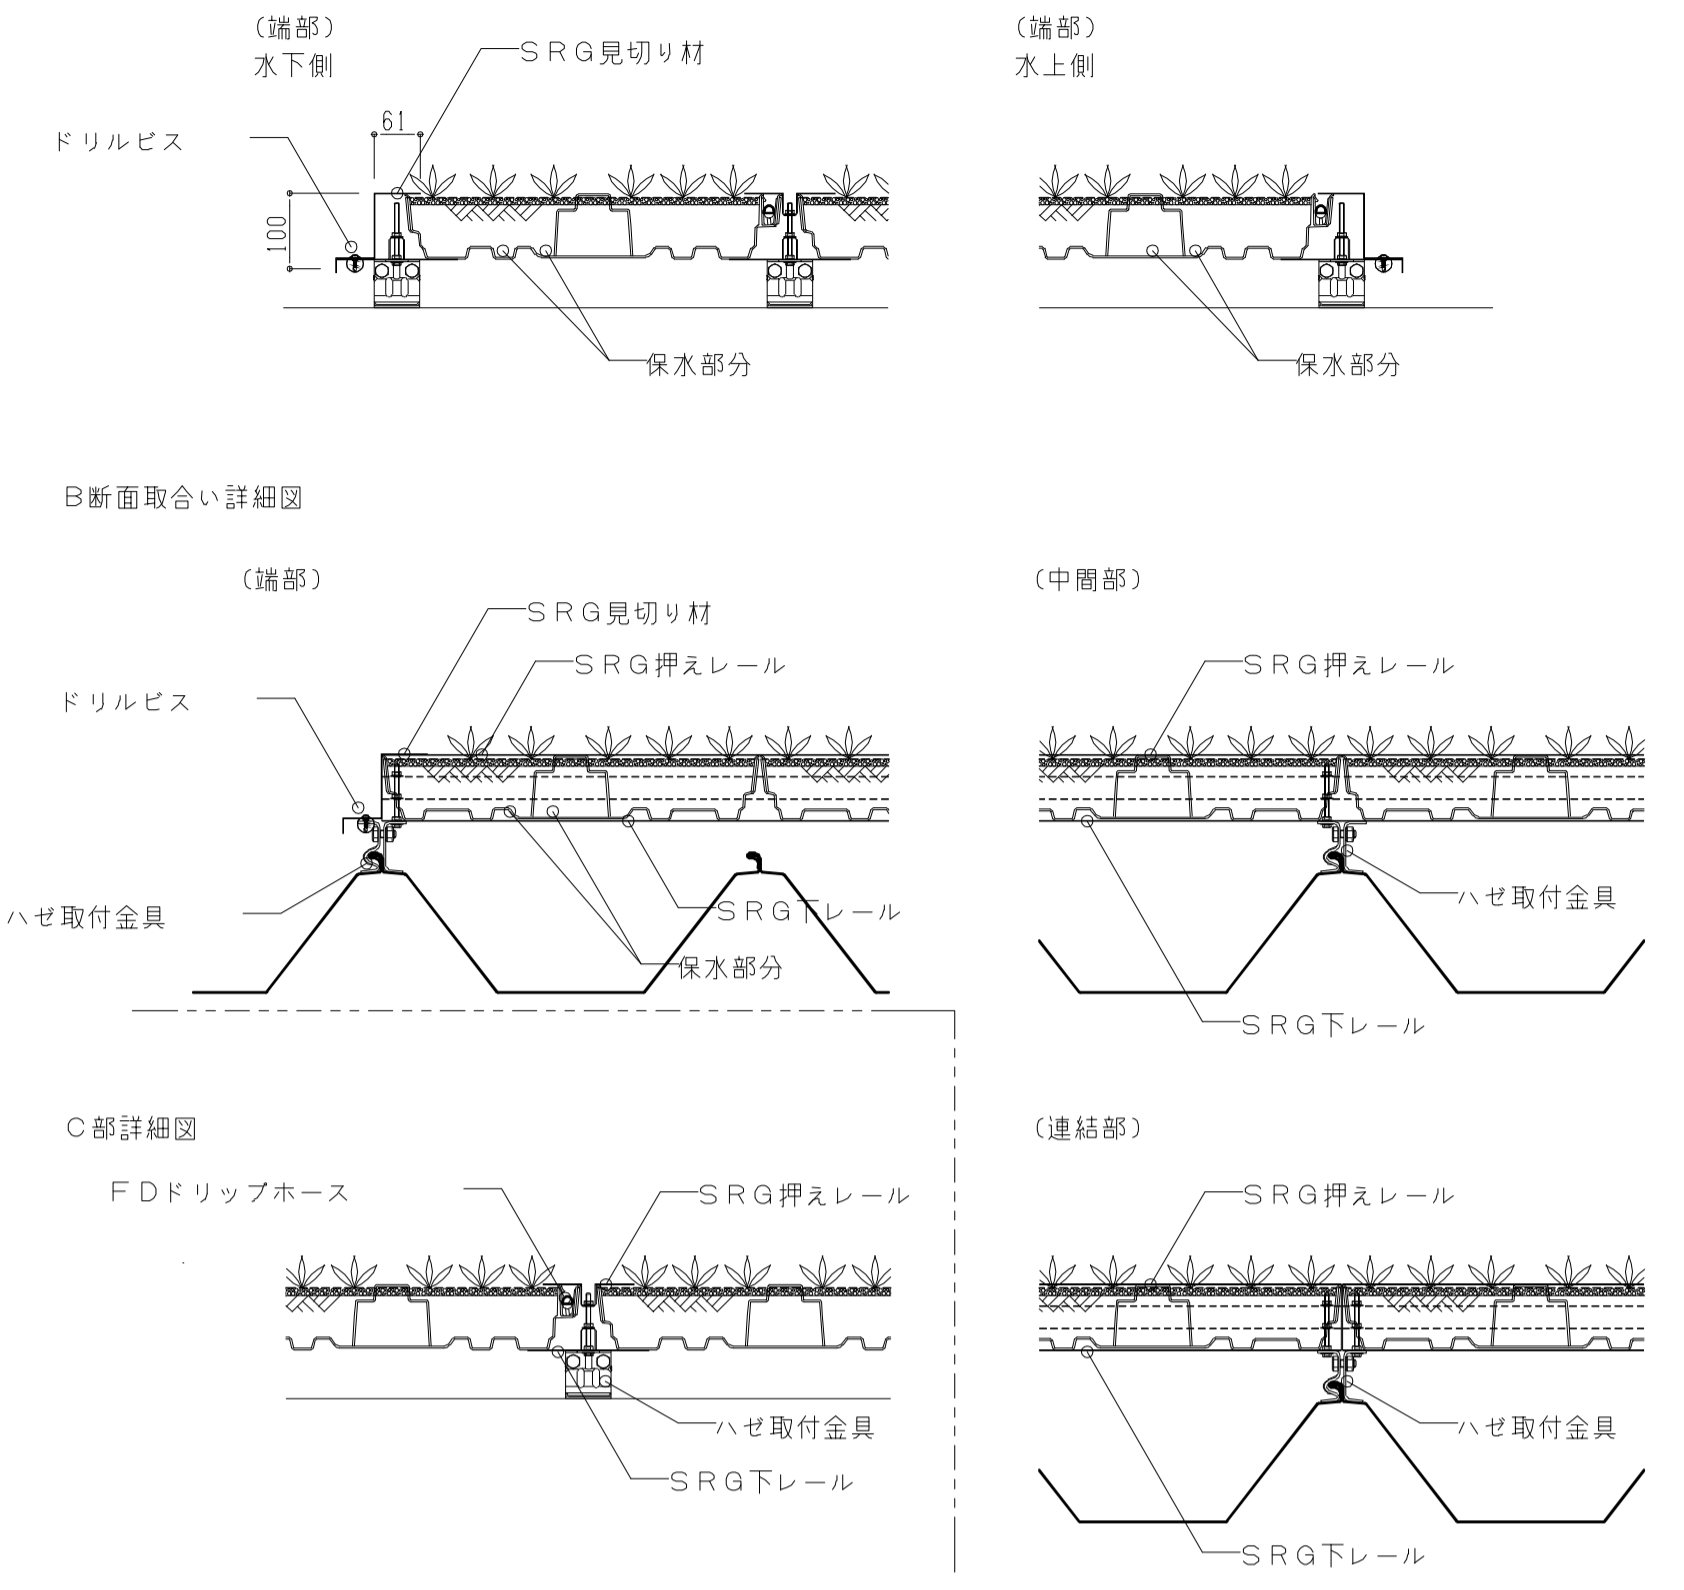 (端部)
水下側
(端部)
水上側
SRG見切り材
61
ドリルビス
100
保水部分
保水部分
B断面取合い詳細図
(端部)
(中間部)
SRG見切り材
SRG押えレール
SRG押えレール
ドリルビス
ハゼ取付金具
SRG下レール
保水部分
ハゼ取付金具
SRG下レール
C部詳細図
(連結部)
FDドリップホース
SRG押えレール
SRG押えレール
ハゼ取付金具
SRG下レール
ハゼ取付金具
SRG下レール